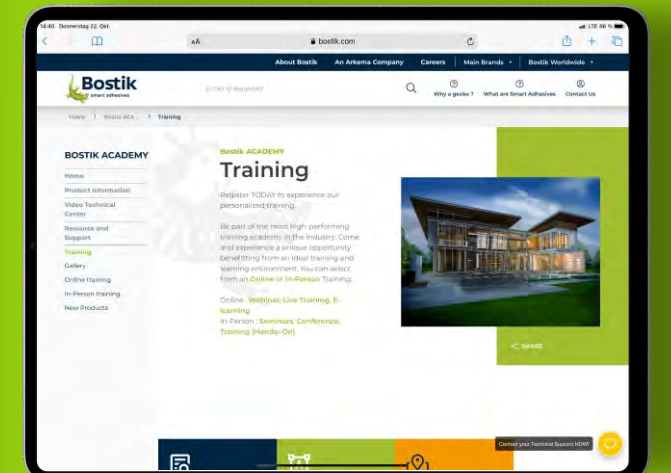 14:40 Donnerstag 22. Okt.
LTE 96 %
AA
bostik.com
About Bostik An Arkema Company Careers Main Brands Bostik Worldwide
Bostik
smart adhesives
Enter a keyword
Why a gecko ? What are Smart Adhesives Contact Us
Home Bostik ACA... Training
BOSTIK ACADEMY
Home
Product Information
Video Technical
Center
Resource and
Support
Training
Gallery
Online training
In-Person training
New Products
Bostik ACADEMY
Training
Register TODAY to experience our
personalized training.
Be part of the most high-performing
training academy in the industry. Come
and experience a unique opportunity
benefitting from an ideal training and
learning environment. You can select
from an Online or In-Person Training:
Online : Webinar, Live Training, E-
learning
In-Person : Seminars, Conference,
Training (Hands-On)
SHARE
Contact your Technical Support NOW!